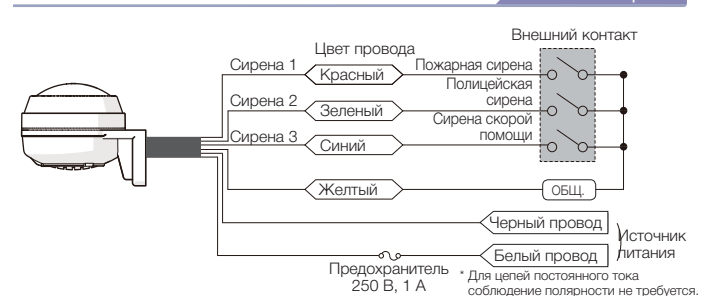 Внешний контакт
Цвет провода
Сирена 1
Красный
Пожарная сирена
Полицейская
сирена
Сирена 2
Зеленый
Сирена скорой
помощи
Сирена 3
Синий
Желтый
ОБЩ.
Черный провод
Источник
питания
Белый провод
Предохранитель
250 В, 1 А
* Для цепей постоянного тока
соблюдение полярности не требуется.